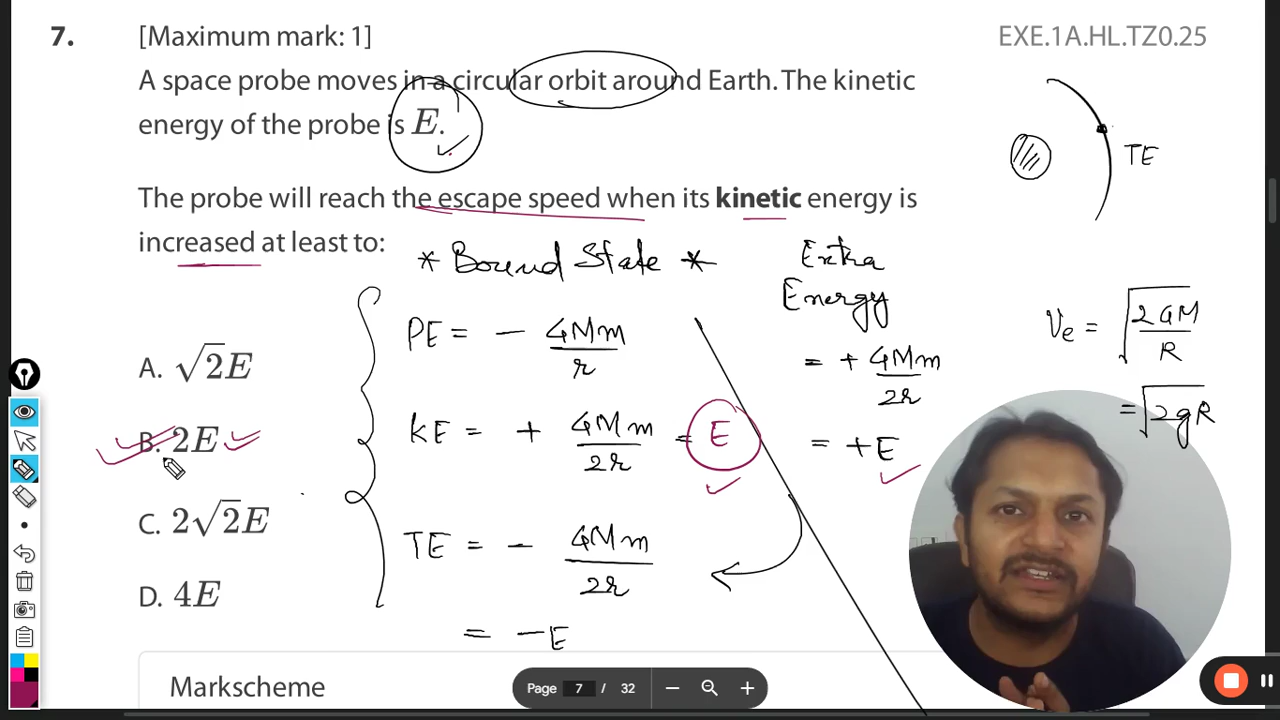 7. [Maximum mark: 1] EXE.1A.HL.TZ0.25
A space probe moves in a circular orbit around Earth. The kinetic
energy of the probe is E.
TE
The probe will reach the escape speed when its kinetic energy is
increased at least to:
* Bound State *
Extra
Energy
= + GMm / 2r
= + E
Ve = √2GM / R
= √2gR
PE = - GMm / r
KE = + GMm / 2r = E
TE = - GMm / 2r
= -E
A. √2E
B. 2E
C. 2√2E
D. 4E
Markscheme
Page 7 / 32